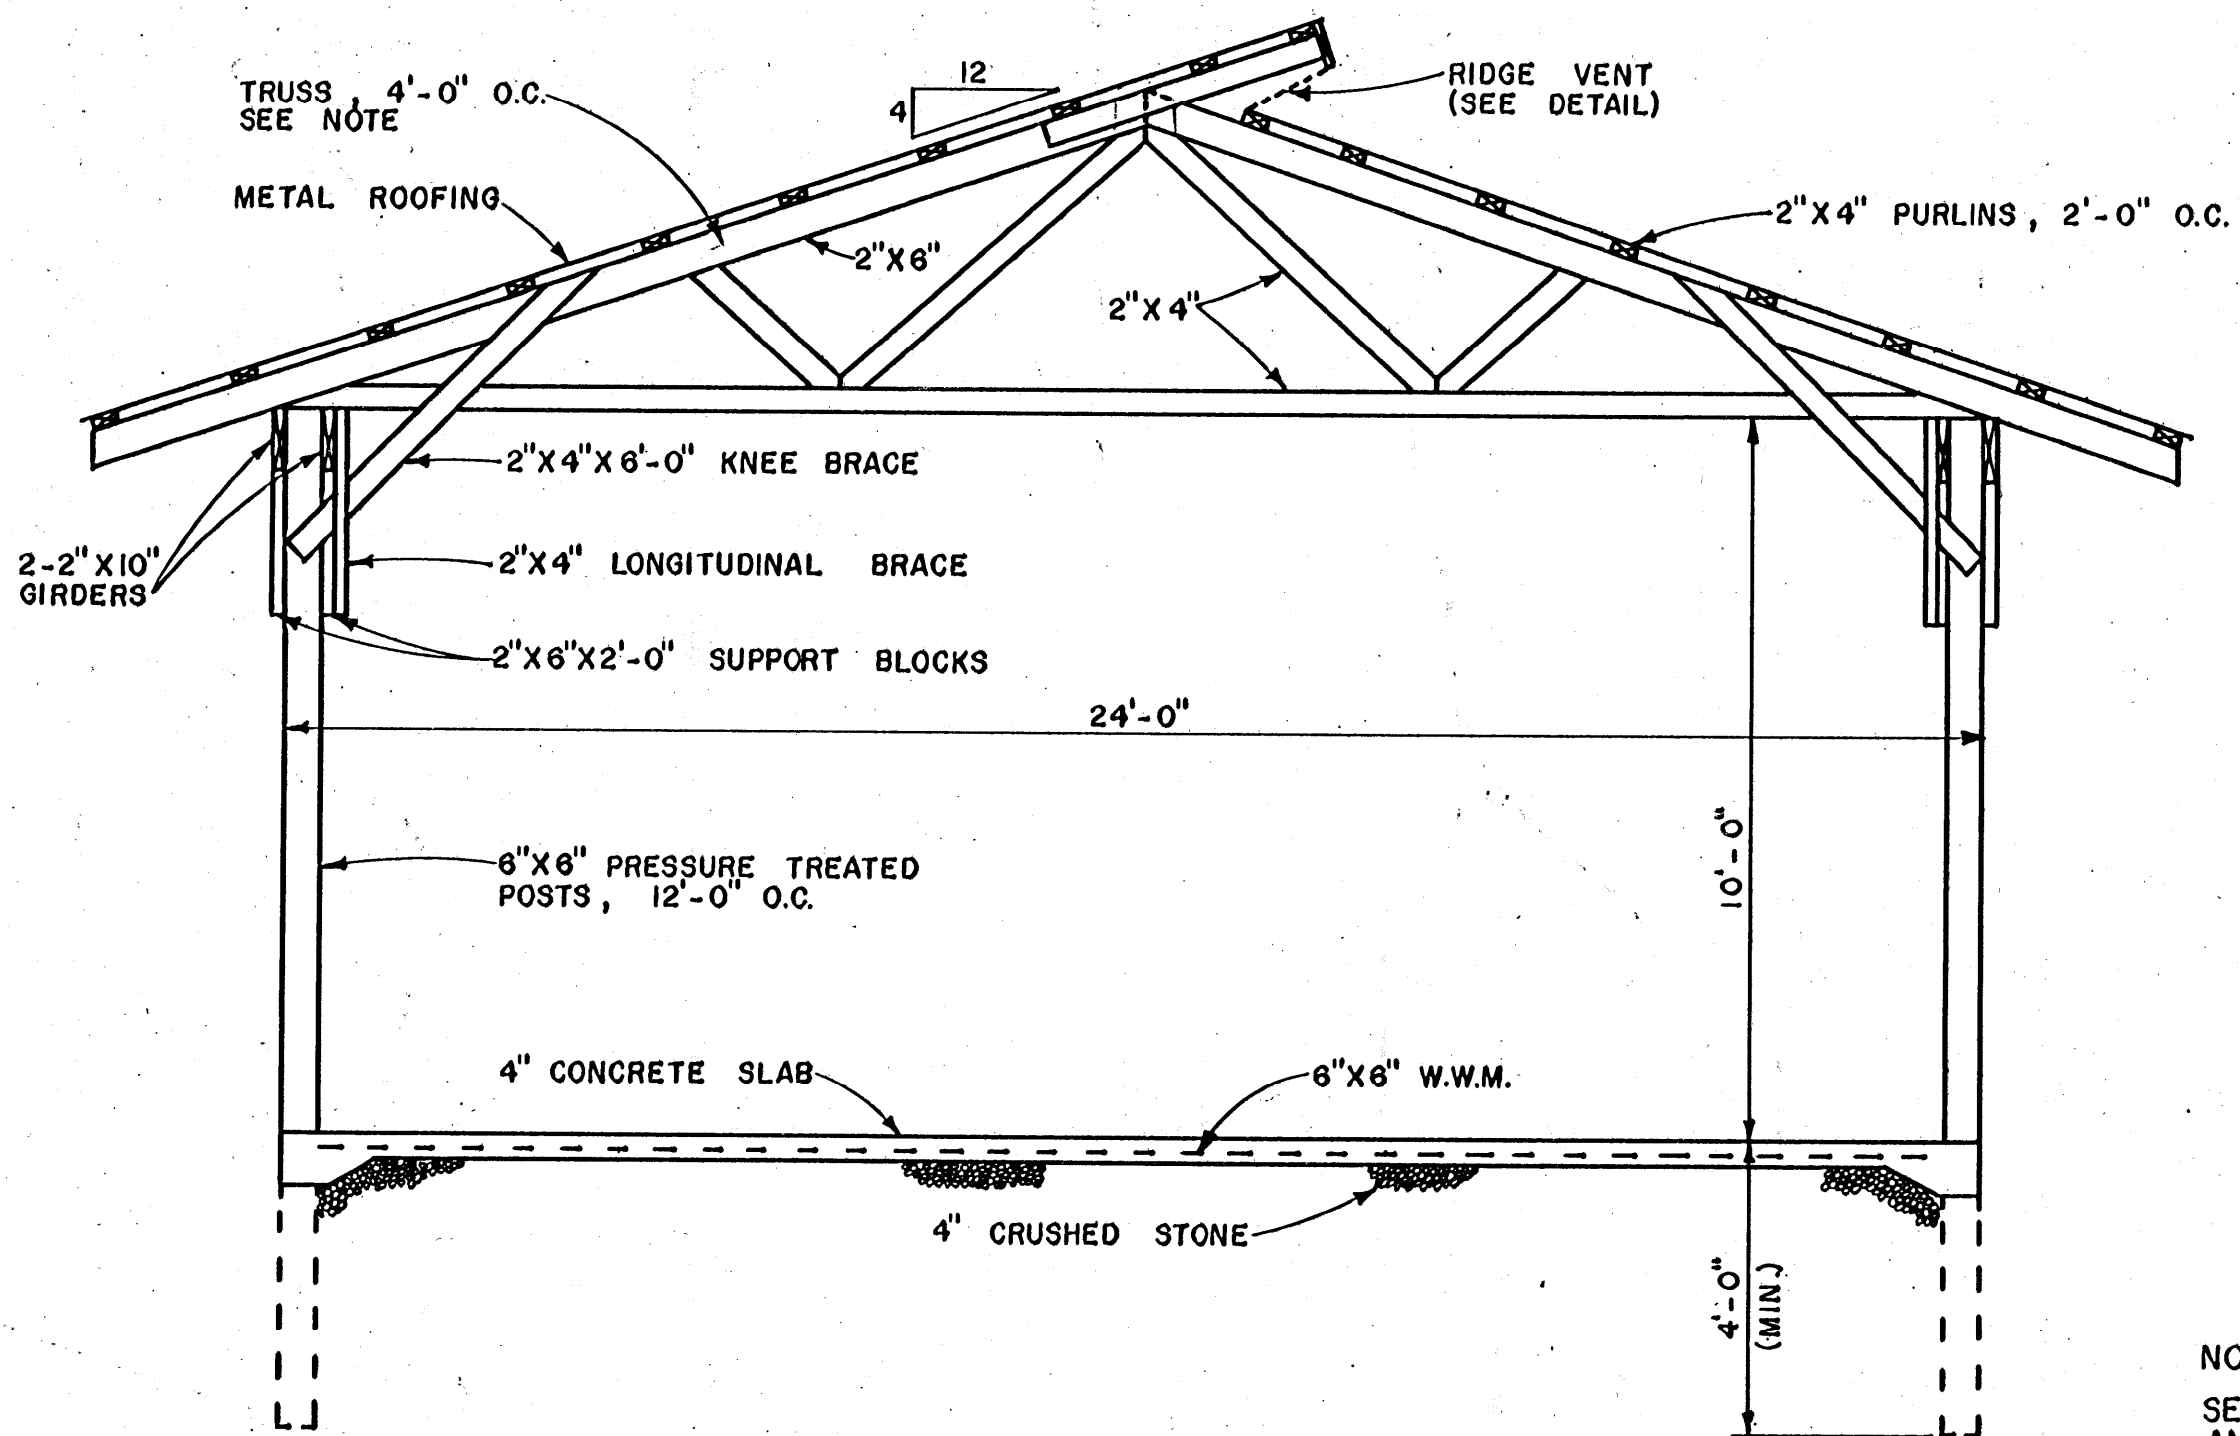 TRUSS, 4'-0" O.C.
SEE NOTE
12
4
RIDGE VENT
(SEE DETAIL)
METAL ROOFING
2"X6"
2"X4"
2"X4" PURLINS, 2'-0" O.C.
2"X4"X6'-0" KNEE BRACE
2-2"X10"
GIRDERS
2"X4" LONGITUDINAL BRACE
2"X6"X2'-0" SUPPORT BLOCKS
24'-0"
10'-0"
6"X6" PRESSURE TREATED
POSTS, 12'-0" O.C.
4" CONCRETE SLAB
6"X6" W.W.M.
4" CRUSHED STONE
4'-0"
(MIN.)
NO
SE